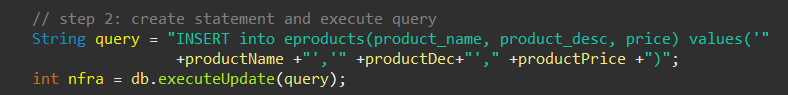 // step 2: create statement and execute query
String query = "INSERT into eproducts(product_name, product_desc, price) values('"
+productName +"','" +productDec+"'," +productPrice +")";
int nfra = db.executeUpdate(query);